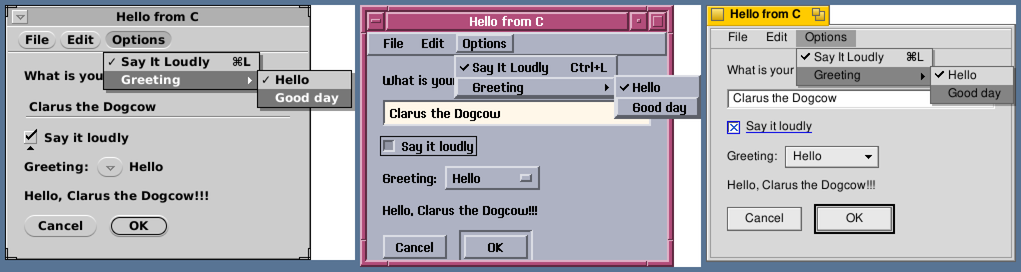 Hello from C
File Edit Options
✓ Say It Loudly ⌘L
What is you
Greeting
✓ Hello
Good day
Clarus the Dogcow
Say it loudly
Greeting: Hello
Hello, Clarus the Dogcow!!!
Cancel OK
Hello from C
File Edit Options
✓ Say It Loudly Ctrl+L
What is your
Greeting
✓ Hello
Good day
Clarus the Dogcow
Say it loudly
Greeting: Hello
Hello, Clarus the Dogcow!!!
Cancel OK
Hello from C
File Edit Options
✓ Say It Loudly ⌘L
What is your
Greeting
✓ Hello
Good day
Clarus the Dogcow
Say it loudly
Greeting: Hello
Hello, Clarus the Dogcow!!!
Cancel OK